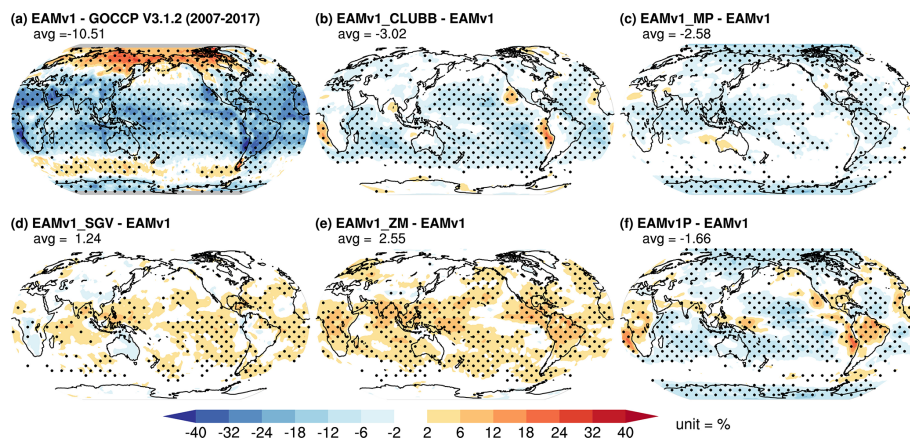 (a) EAMv1 - GOCCP V3.1.2 (2007-2017)
avg =-10.51
(b) EAMv1_CLUBB - EAMv1
avg = -3.02
(c) EAMv1_MP - EAMv1
avg = -2.58
(d) EAMv1_SGV - EAMv1
avg = 1.24
(e) EAMv1_ZM - EAMv1
avg = 2.55
(f) EAMv1P - EAMv1
avg = -1.66
-40 -32 -24 -18 -12 -6 -2 2 6 12 18 24 32 40 unit = %